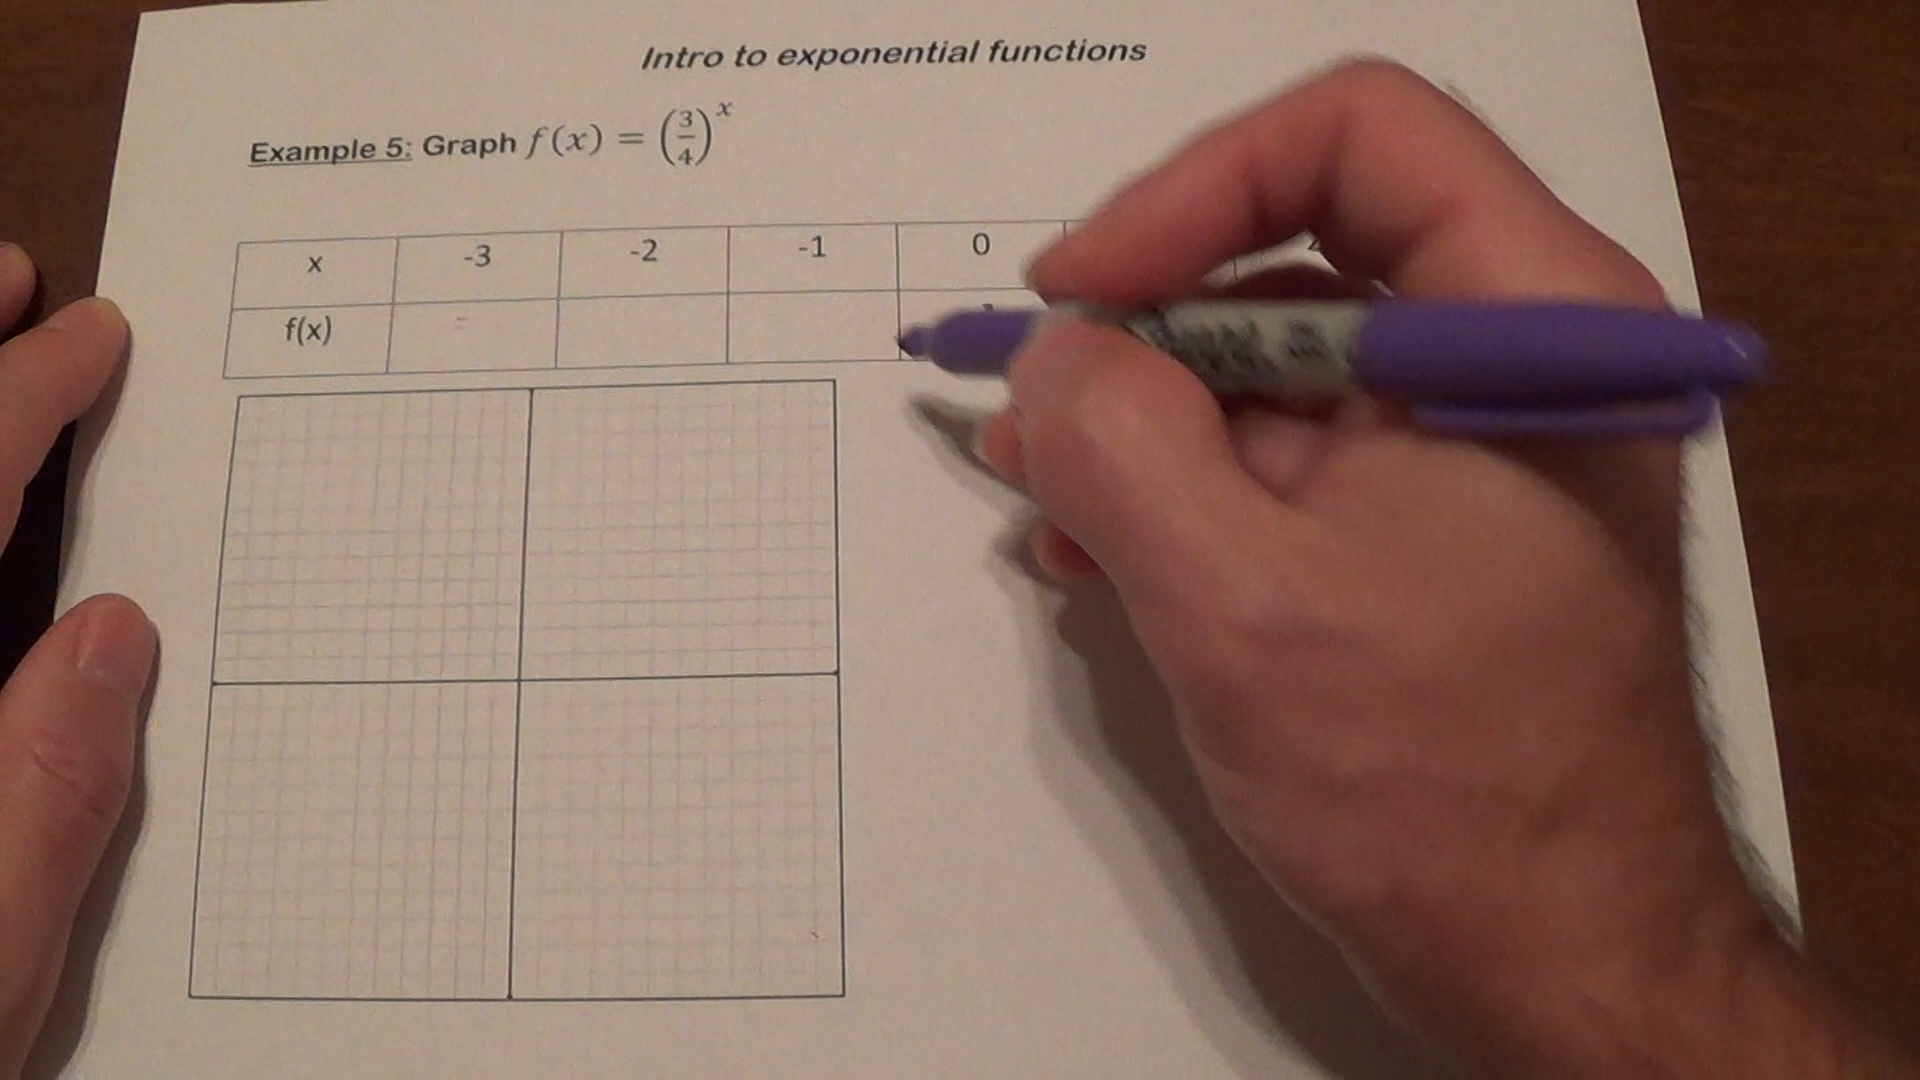 Intro to exponential functions
Example 5: Graph f(x) = (3/4)^x
x -3 -2 -1 0
f(x)